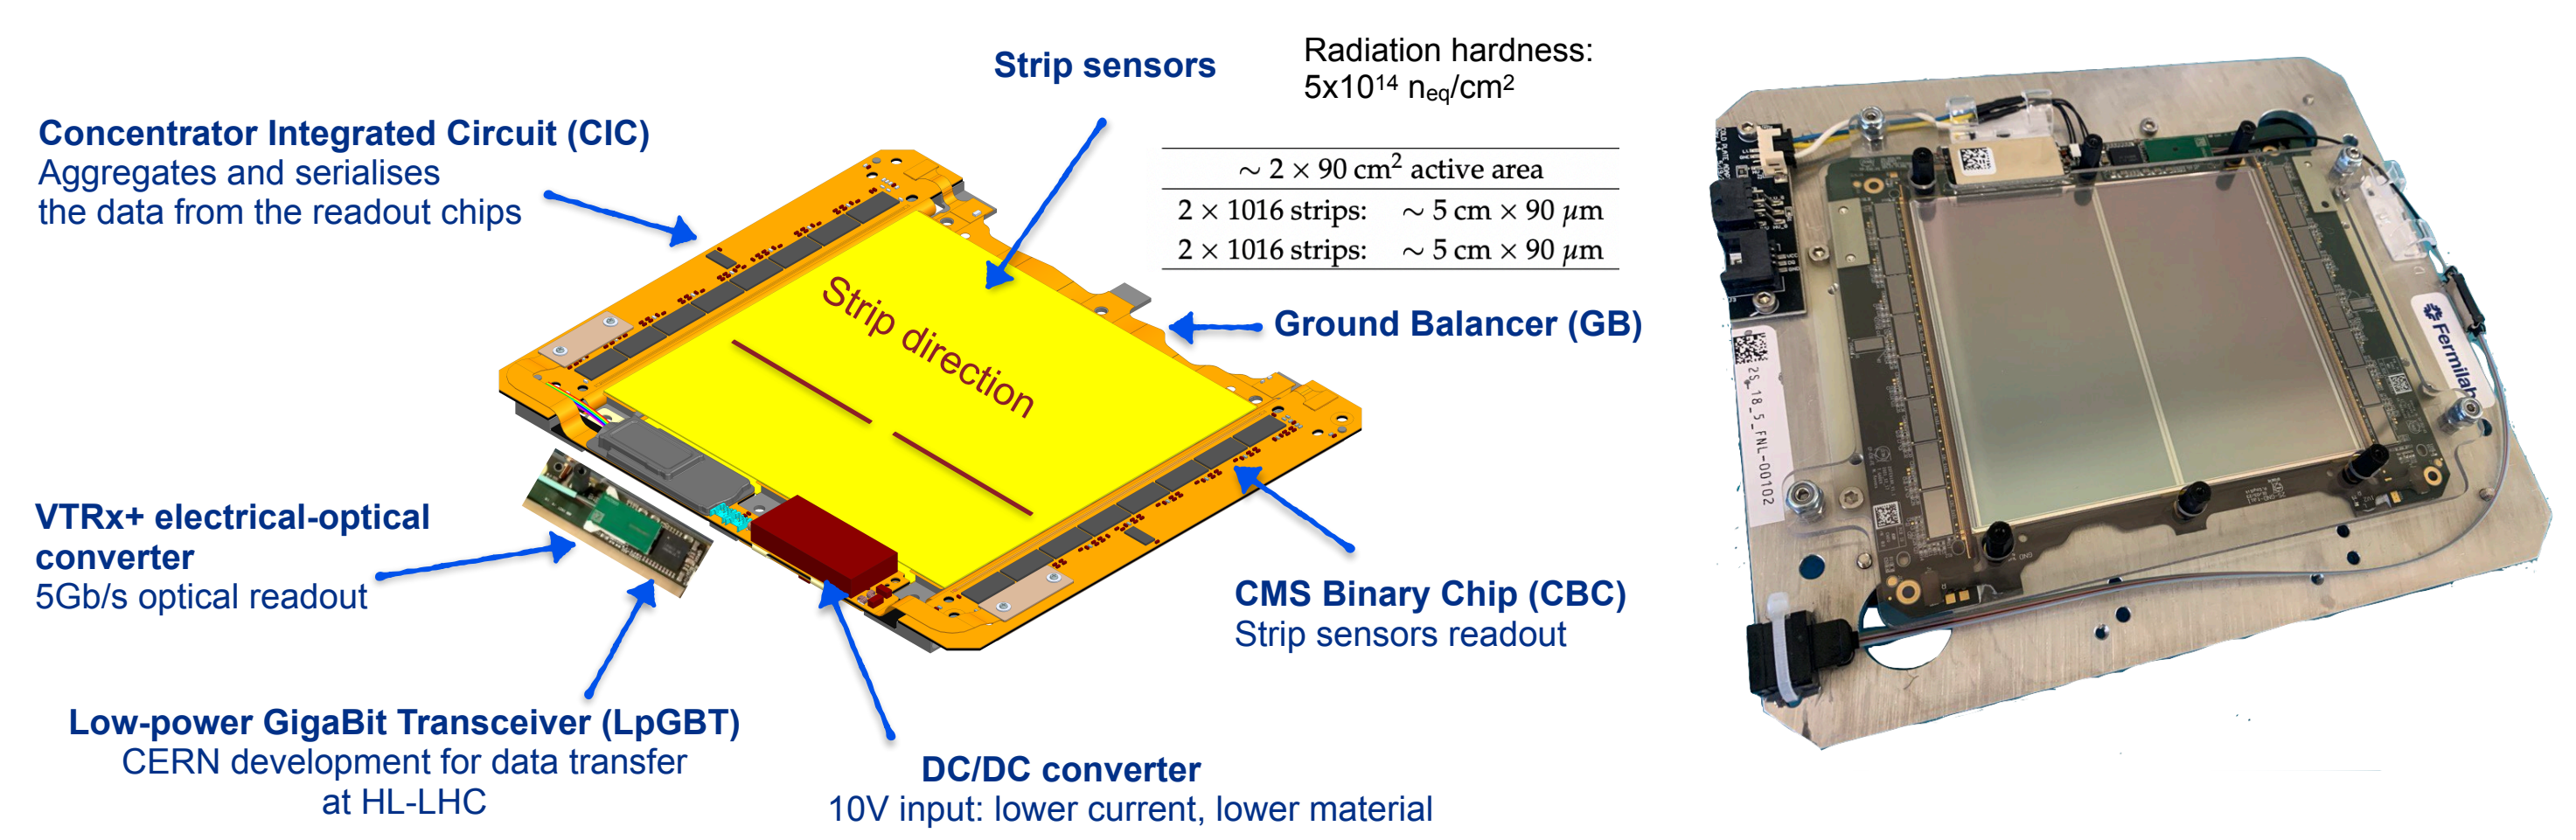 Strip sensors
Radiation hardness:
5x10¹⁴ nₑq/cm²
Concentrator Integrated Circuit (CIC)
Aggregates and serialises
the data from the readout chips
~ 2 × 90 cm² active area
2 × 1016 strips: ~ 5 cm × 90 μm
2 × 1016 strips: ~ 5 cm × 90 μm
Strip direction
Ground Balancer (GB)
VTRx+ electrical-optical
converter
5Gb/s optical readout
CMS Binary Chip (CBC)
Strip sensors readout
Low-power GigaBit Transceiver (LpGBT)
CERN development for data transfer
at HL-LHC
DC/DC converter
10V input: lower current, lower material
Fermilab
2S_18_5_FNL-00102